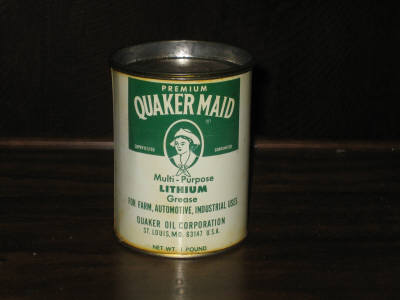 PREMIUM
QUAKER MAID
Multi-Purpose
LITHIUM
Grease
FOR FARM, AUTOMOTIVE, INDUSTRIAL USES
QUAKER OIL CORPORATION
ST. LOUIS, MO. 63147 U.S.A.
NET WT. 1 POUND